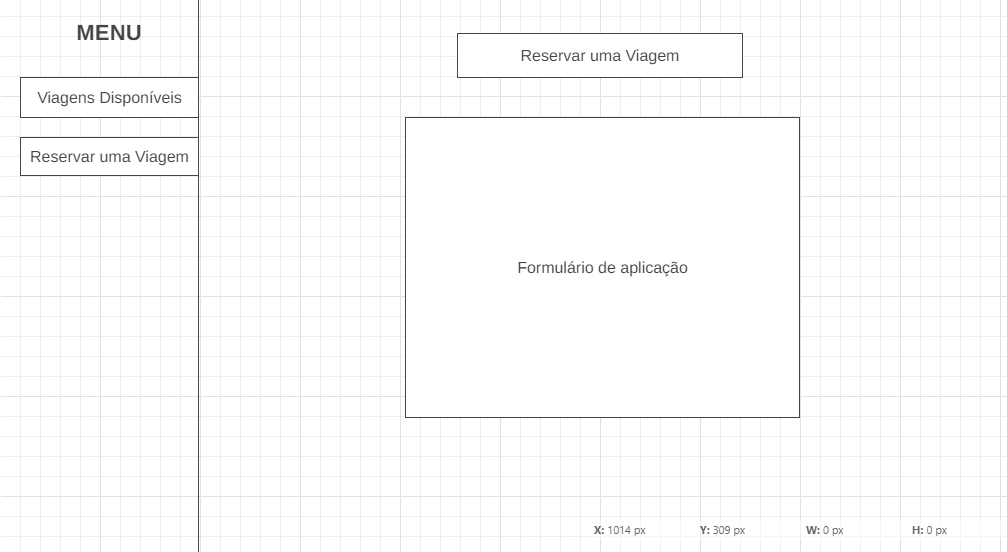 MENU
Viagens Disponíveis
Reservar uma Viagem
Reservar uma Viagem
Formulário de aplicação
X: 1014 px Y: 309 px W: 0 px H: 0 px